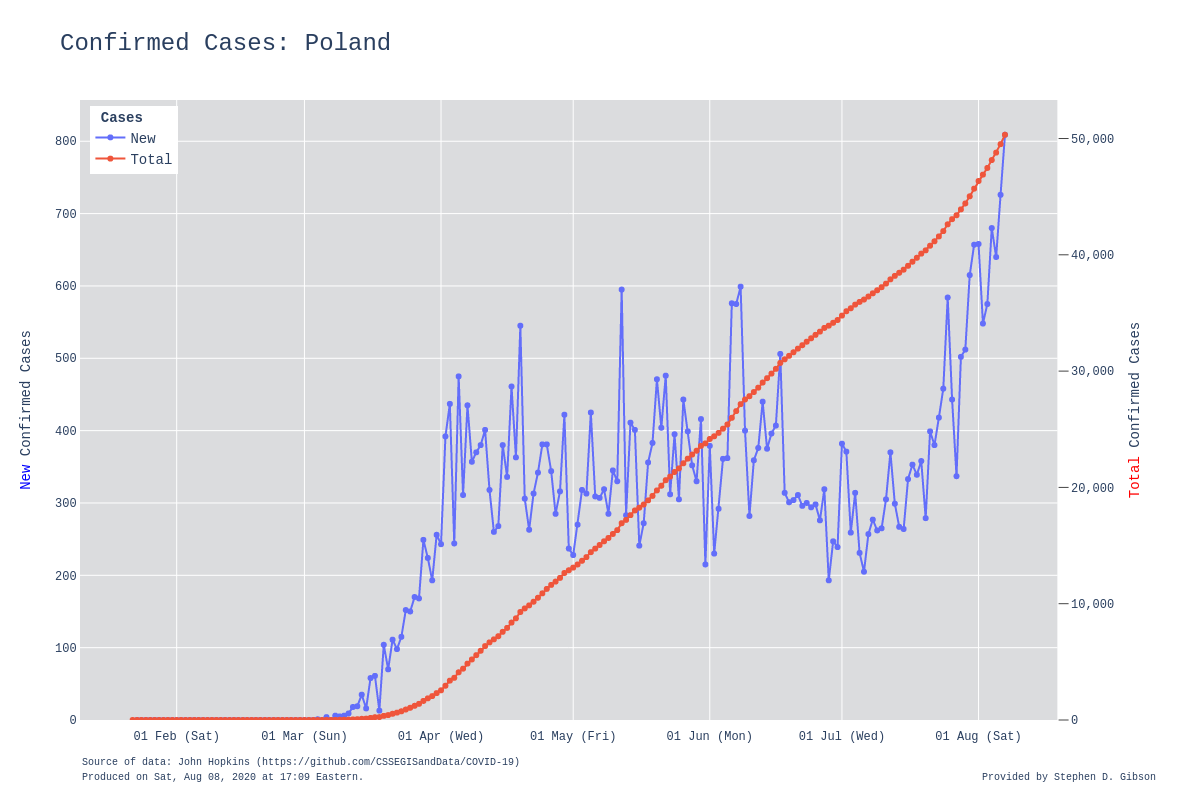 Confirmed Cases: Poland
Cases
New
Total
800
700
600
500
400
300
200
100
0
50,000
40,000
30,000
20,000
10,000
0
New Confirmed Cases
Total Confirmed Cases
01 Feb (Sat)
01 Mar (Sun)
01 Apr (Wed)
01 May (Fri)
01 Jun (Mon)
01 Jul (Wed)
01 Aug (Sat)
Source of data: John Hopkins (https://github.com/CSSEGISandData/COVID-19)
Produced on Sat, Aug 08, 2020 at 17:09 Eastern.
Provided by Stephen D. Gibson